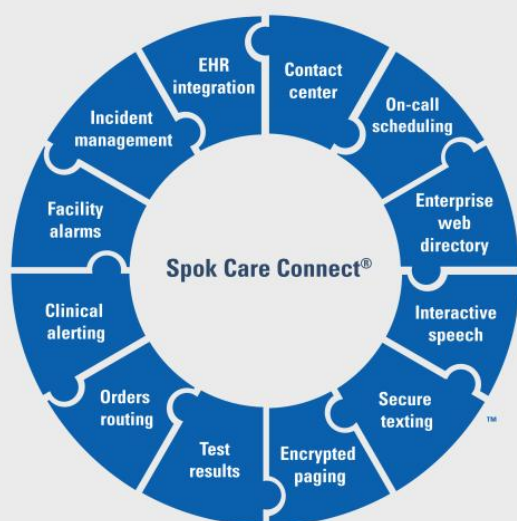 EHR
integration
Contact
center
On-call
scheduling
Enterprise
web
directory
Interactive
speech
Secure
texting
™
Encrypted
paging
Test
results
Orders
routing
Clinical
alerting
Facility
alarms
Incident
management
Spok Care Connect®